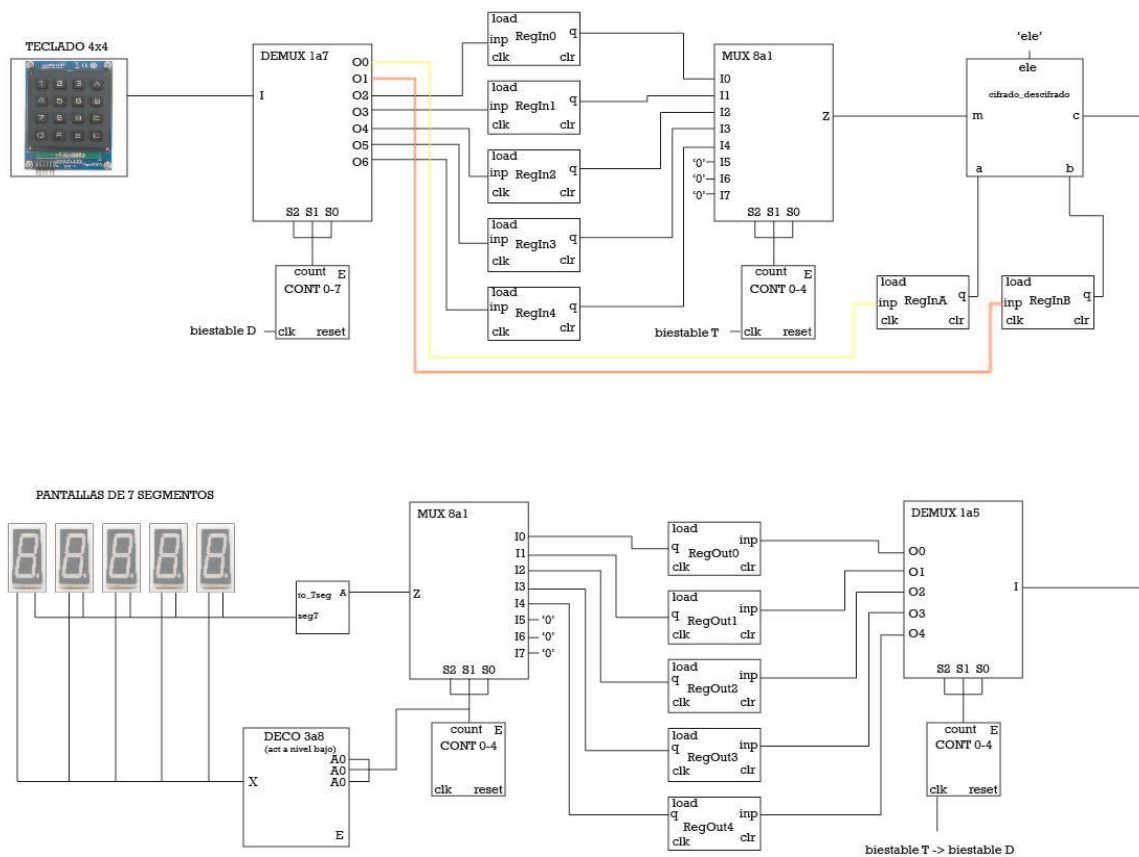 TECLADO 4x4
DEMUX 1a7
I
O0
O1
O2
O3
O4
O5
O6
S2 S1 S0
count E
CONT 0-7
clk reset
biestable D
load
inp RegIn0 q
clk clr
load
inp RegIn1 q
clk clr
load
inp RegIn2 q
clk clr
load
inp RegIn3 q
clk clr
load
inp RegIn4 q
clk clr
MUX 8a1
I0
I1
I2
I3
I4
'0' I5
'0' I6
'0' I7
Z
S2 S1 S0
count E
CONT 0-4
clk reset
biestable T
'ele'
ele
cifrado_descifrado
m c
a b
load
inp RegInA q
clk clr
load
inp RegInB q
clk clr
PANTALLAS DE 7 SEGMENTOS
to_7seg A
seg7
MUX 8a1
Z
I0
I1
I2
I3
I4
I5 '0'
I6 '0'
I7 '0'
S2 S1 S0
count E
CONT 0-4
clk reset
DECO 3a8
(act a nivel bajo)
A0
A0
A0
X
E
load inp
q RegOut0
clk clr
load inp
q RegOut1
clk clr
load inp
q RegOut2
clk clr
load inp
q RegOut3
clk clr
load inp
q RegOut4
clk clr
DEMUX 1a5
O0
O1
O2
O3
O4
I
S2 S1 S0
count E
CONT 0-4
clk reset
biestable T -> biestable D